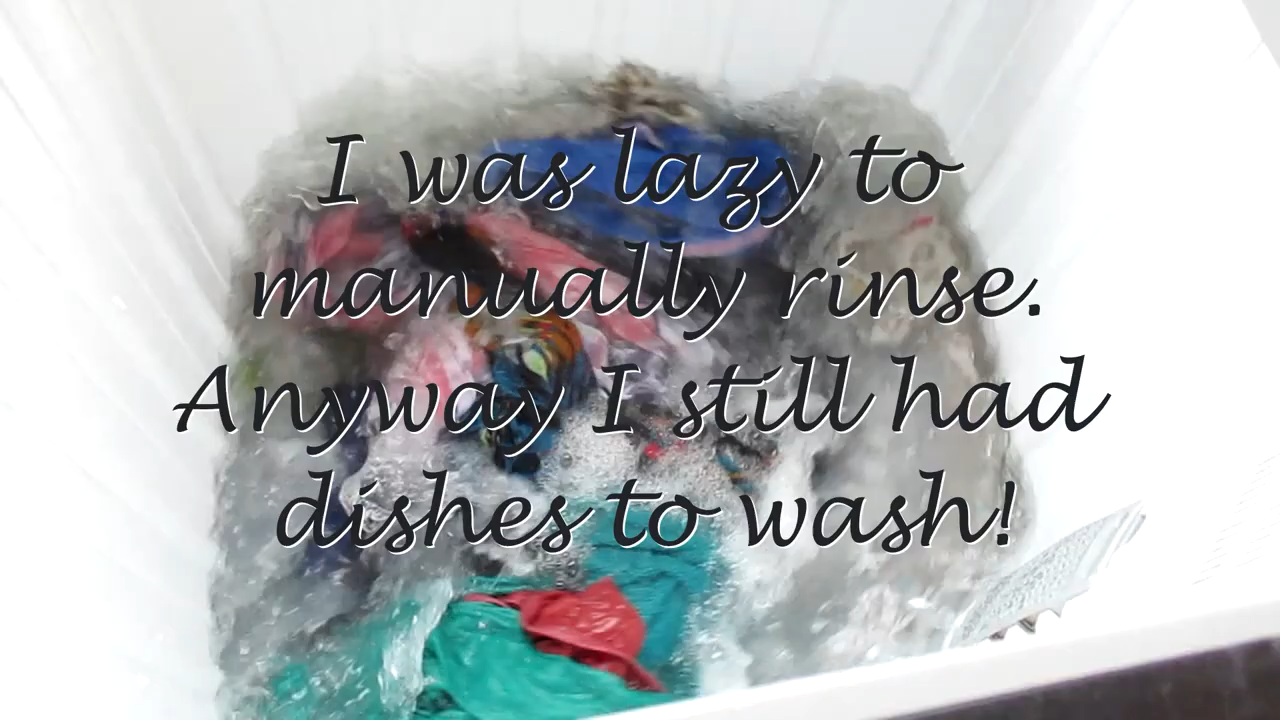 I was lazy to
manually rinse.
Anyway I still had
dishes to wash!